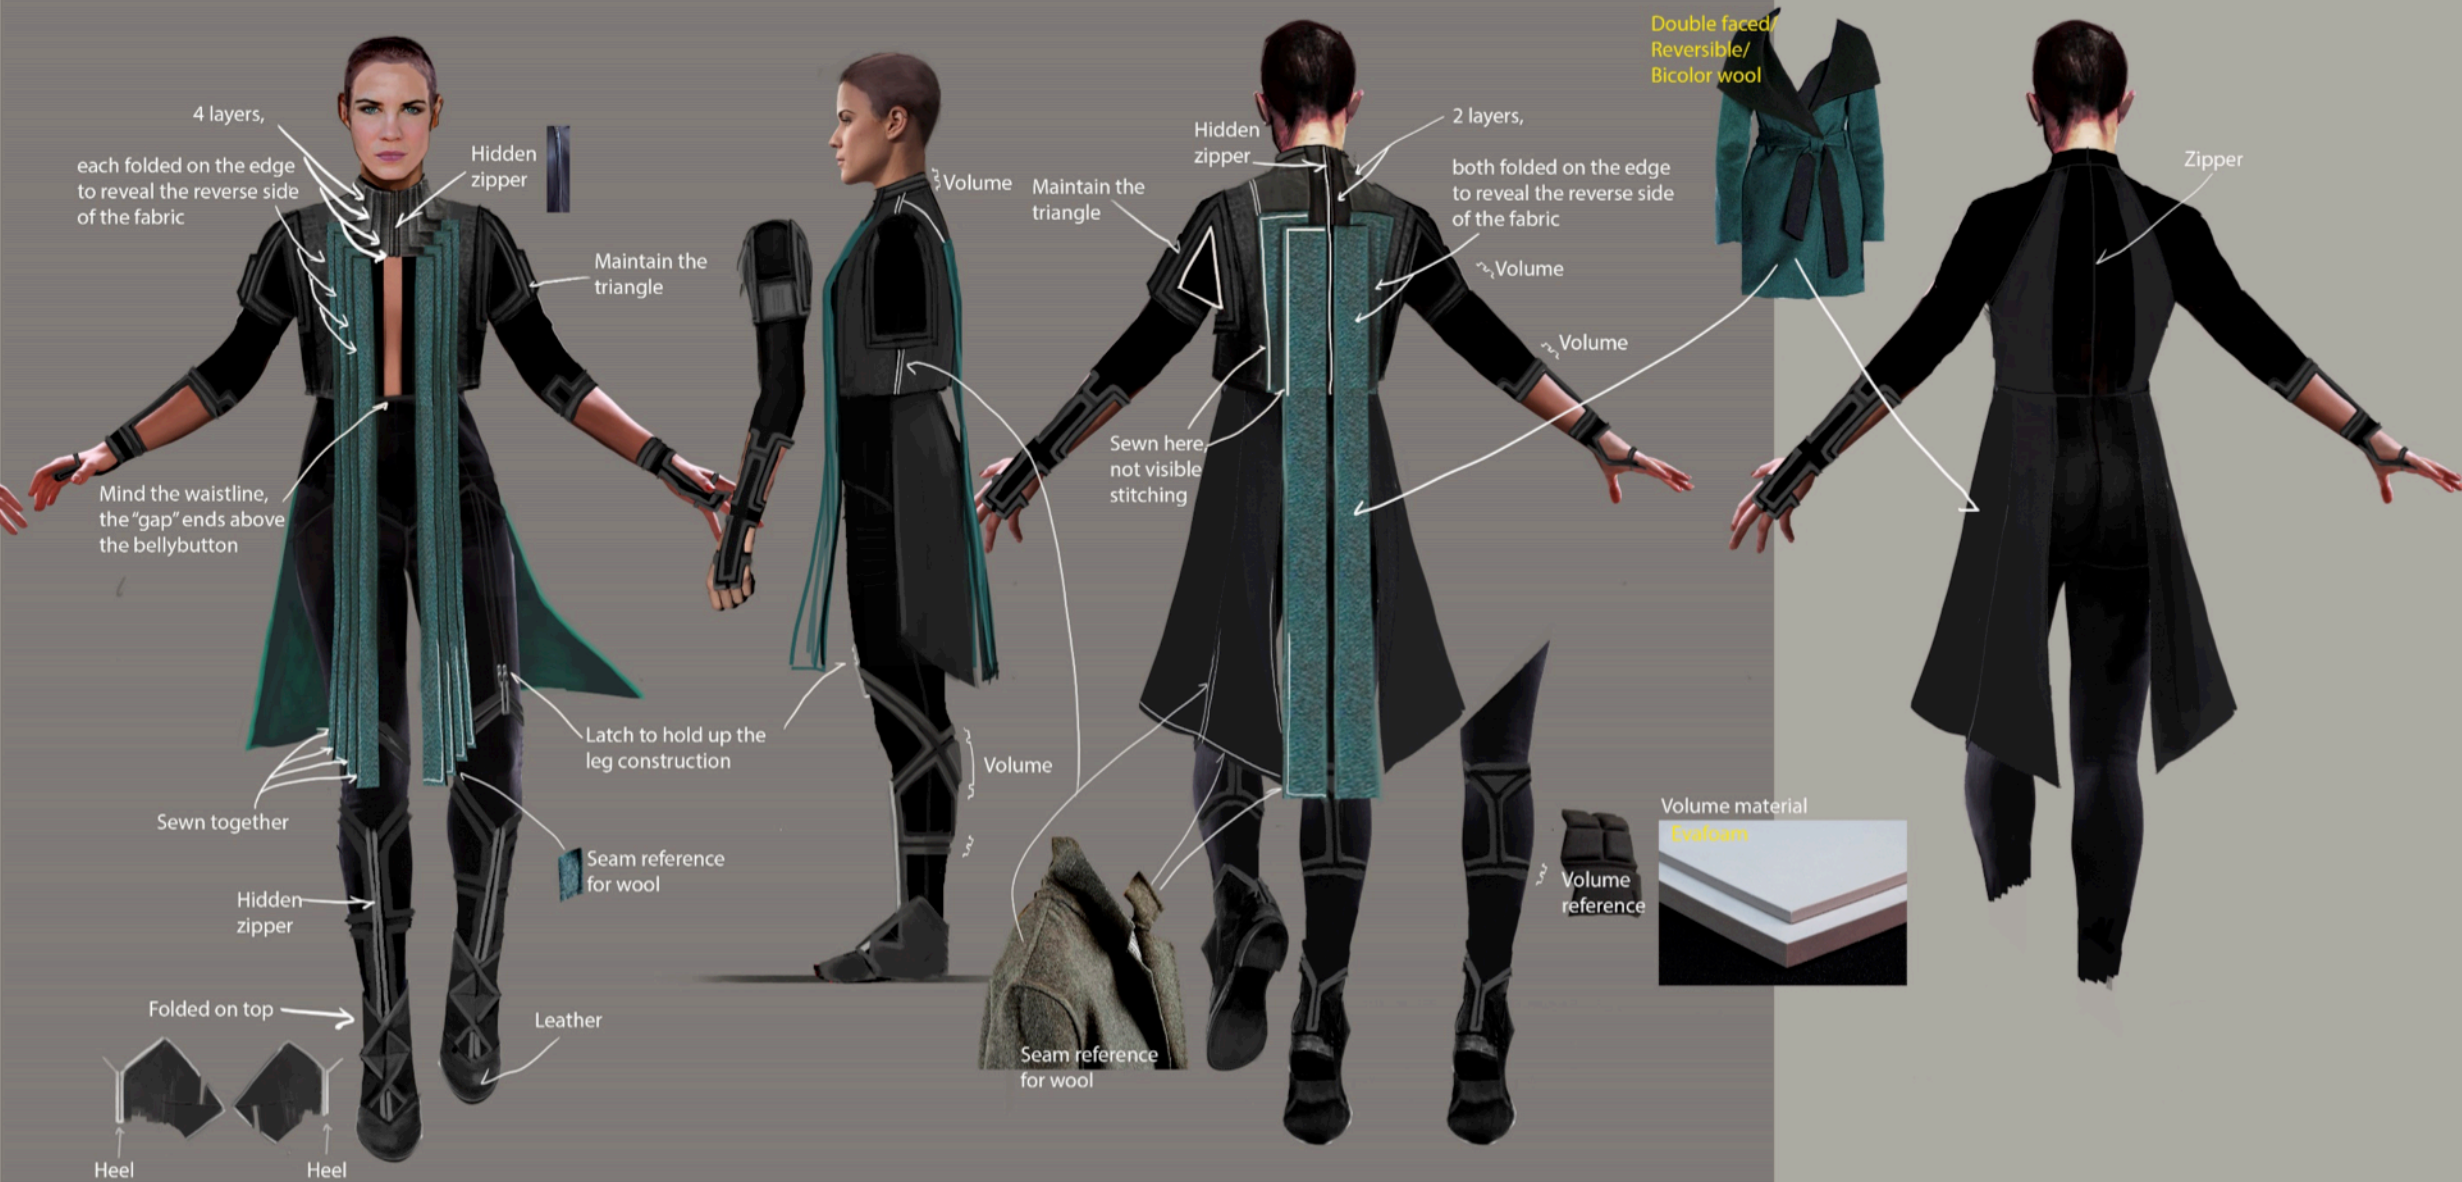 4 layers,
each folded on the edge
to reveal the reverse side
of the fabric
Hidden
zipper
Maintain the
triangle
Mind the waistline,
the "gap" ends above
the bellybutton
Sewn together
Latch to hold up the
leg construction
Seam reference
for wool
Hidden
zipper
Folded on top
Leather
Heel
Heel
Volume
Volume
Maintain the
triangle
Hidden
zipper
2 layers,
both folded on the edge
to reveal the reverse side
of the fabric
Volume
Volume
Sewn here,
not visible
stitching
Seam reference
for wool
Double faced/
Reversible/
Bicolor wool
Volume
reference
Volume material
Evafoam
Zipper